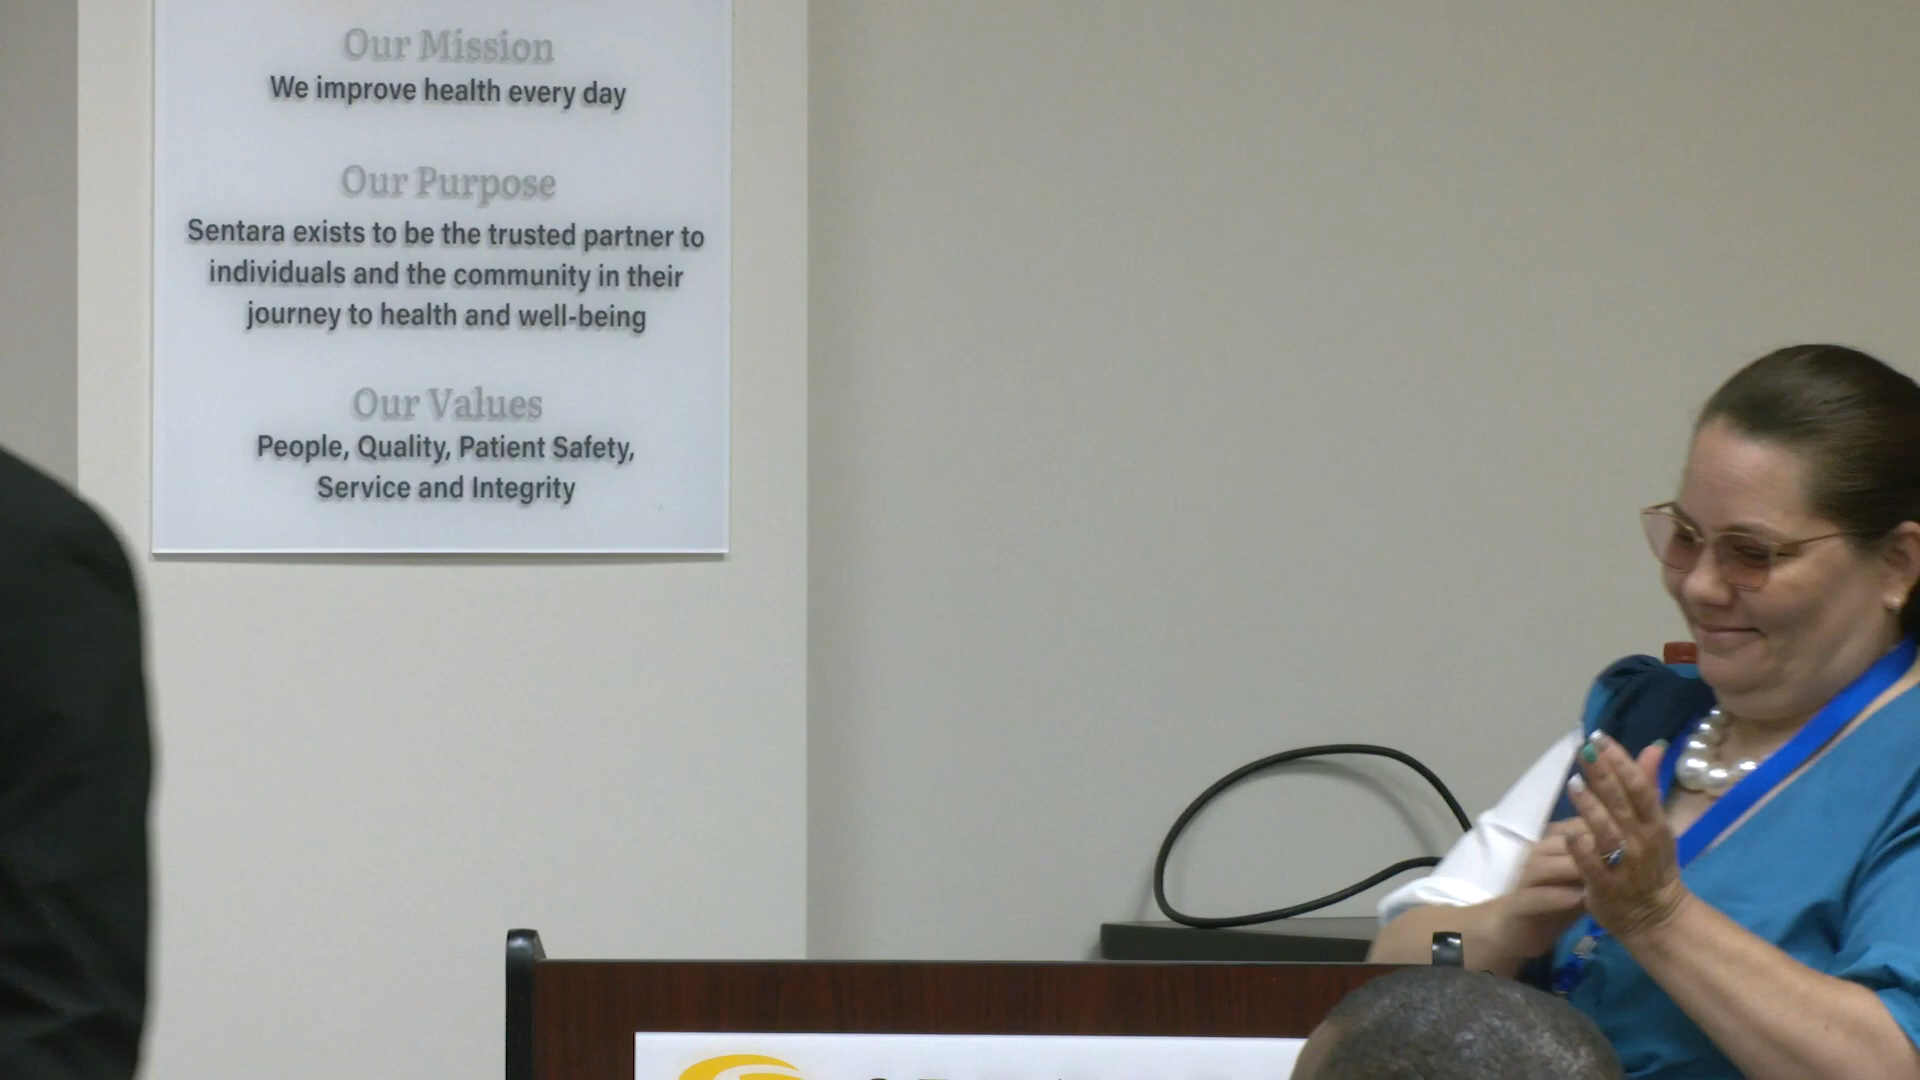 Our Mission
We improve health every day
Our Purpose
Sentara exists to be the trusted partner to
individuals and the community in their
journey to health and well-being
Our Values
People, Quality, Patient Safety,
Service and Integrity